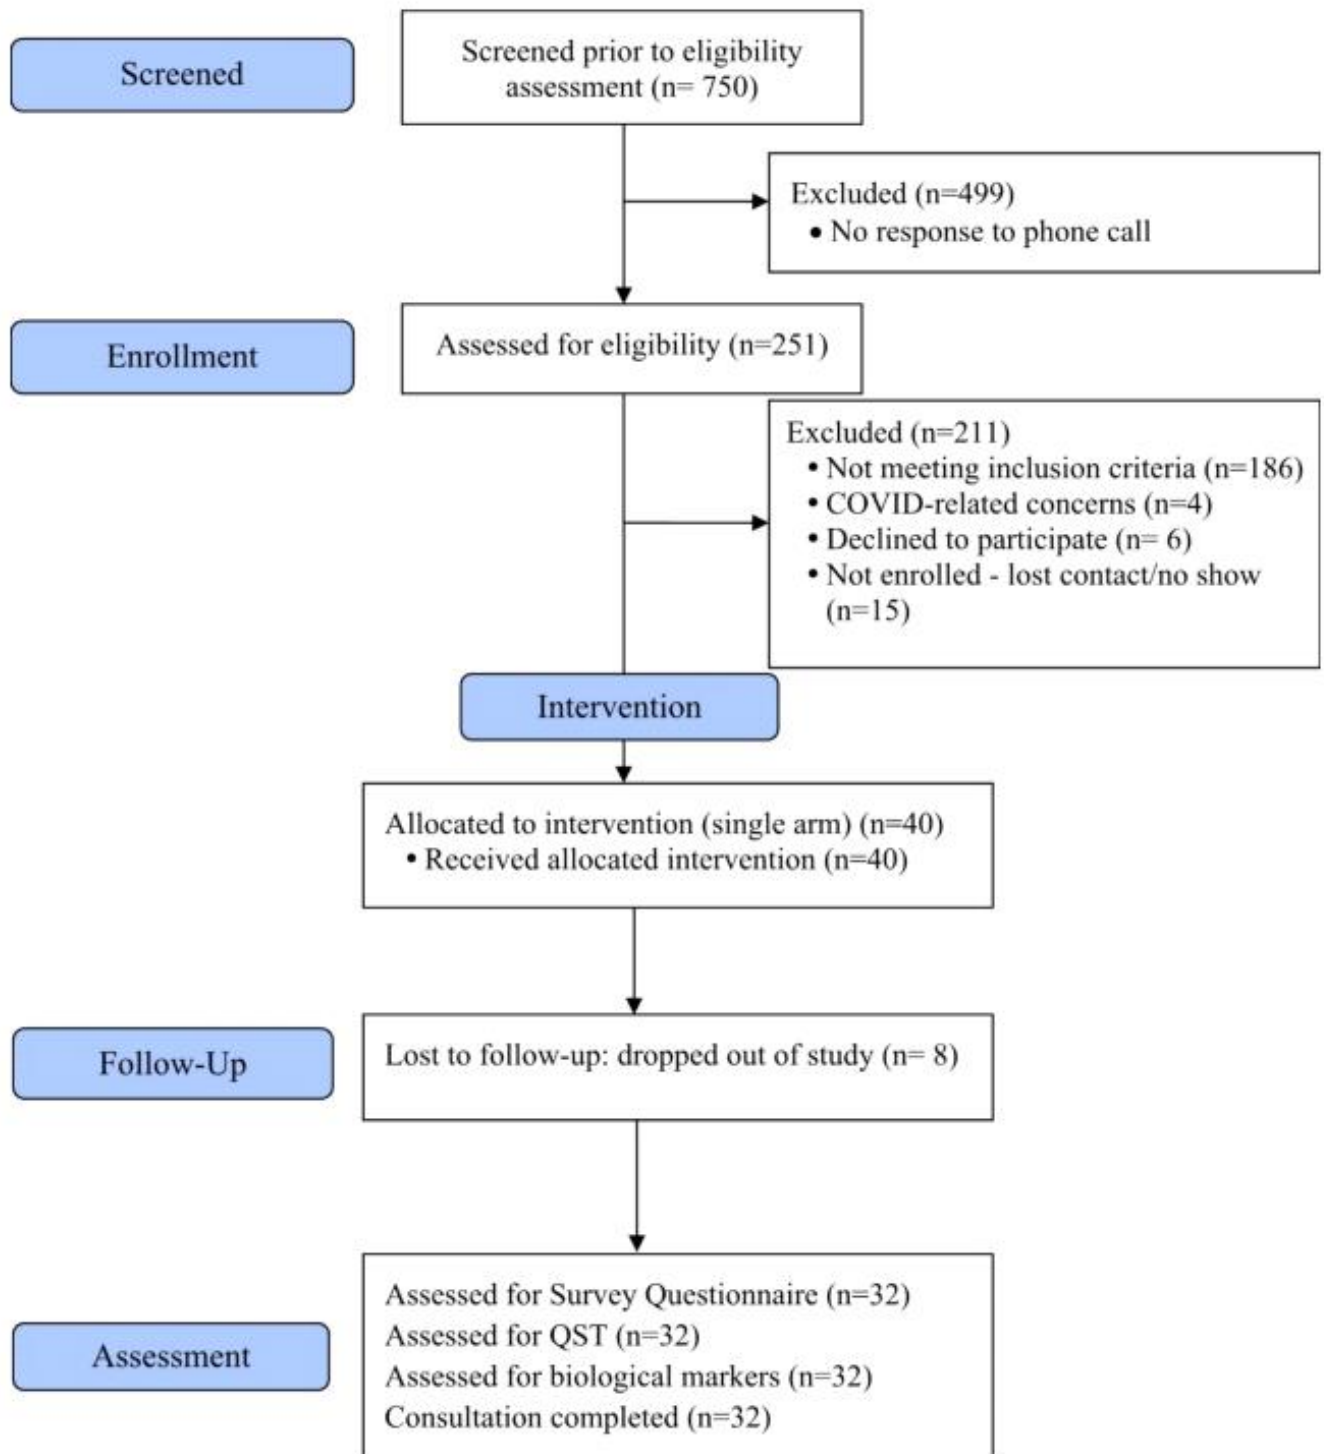 Screened
Screened prior to eligibility
assessment (n= 750)
Excluded (n=499)
• No response to phone call
Enrollment
Assessed for eligibility (n=251)
Excluded (n=211)
• Not meeting inclusion criteria (n=186)
• COVID-related concerns (n=4)
• Declined to participate (n= 6)
• Not enrolled - lost contact/no show
(n=15)
Intervention
Allocated to intervention (single arm) (n=40)
• Received allocated intervention (n=40)
Follow-Up
Lost to follow-up: dropped out of study (n= 8)
Assessment
Assessed for Survey Questionnaire (n=32)
Assessed for QST (n=32)
Assessed for biological markers (n=32)
Consultation completed (n=32)